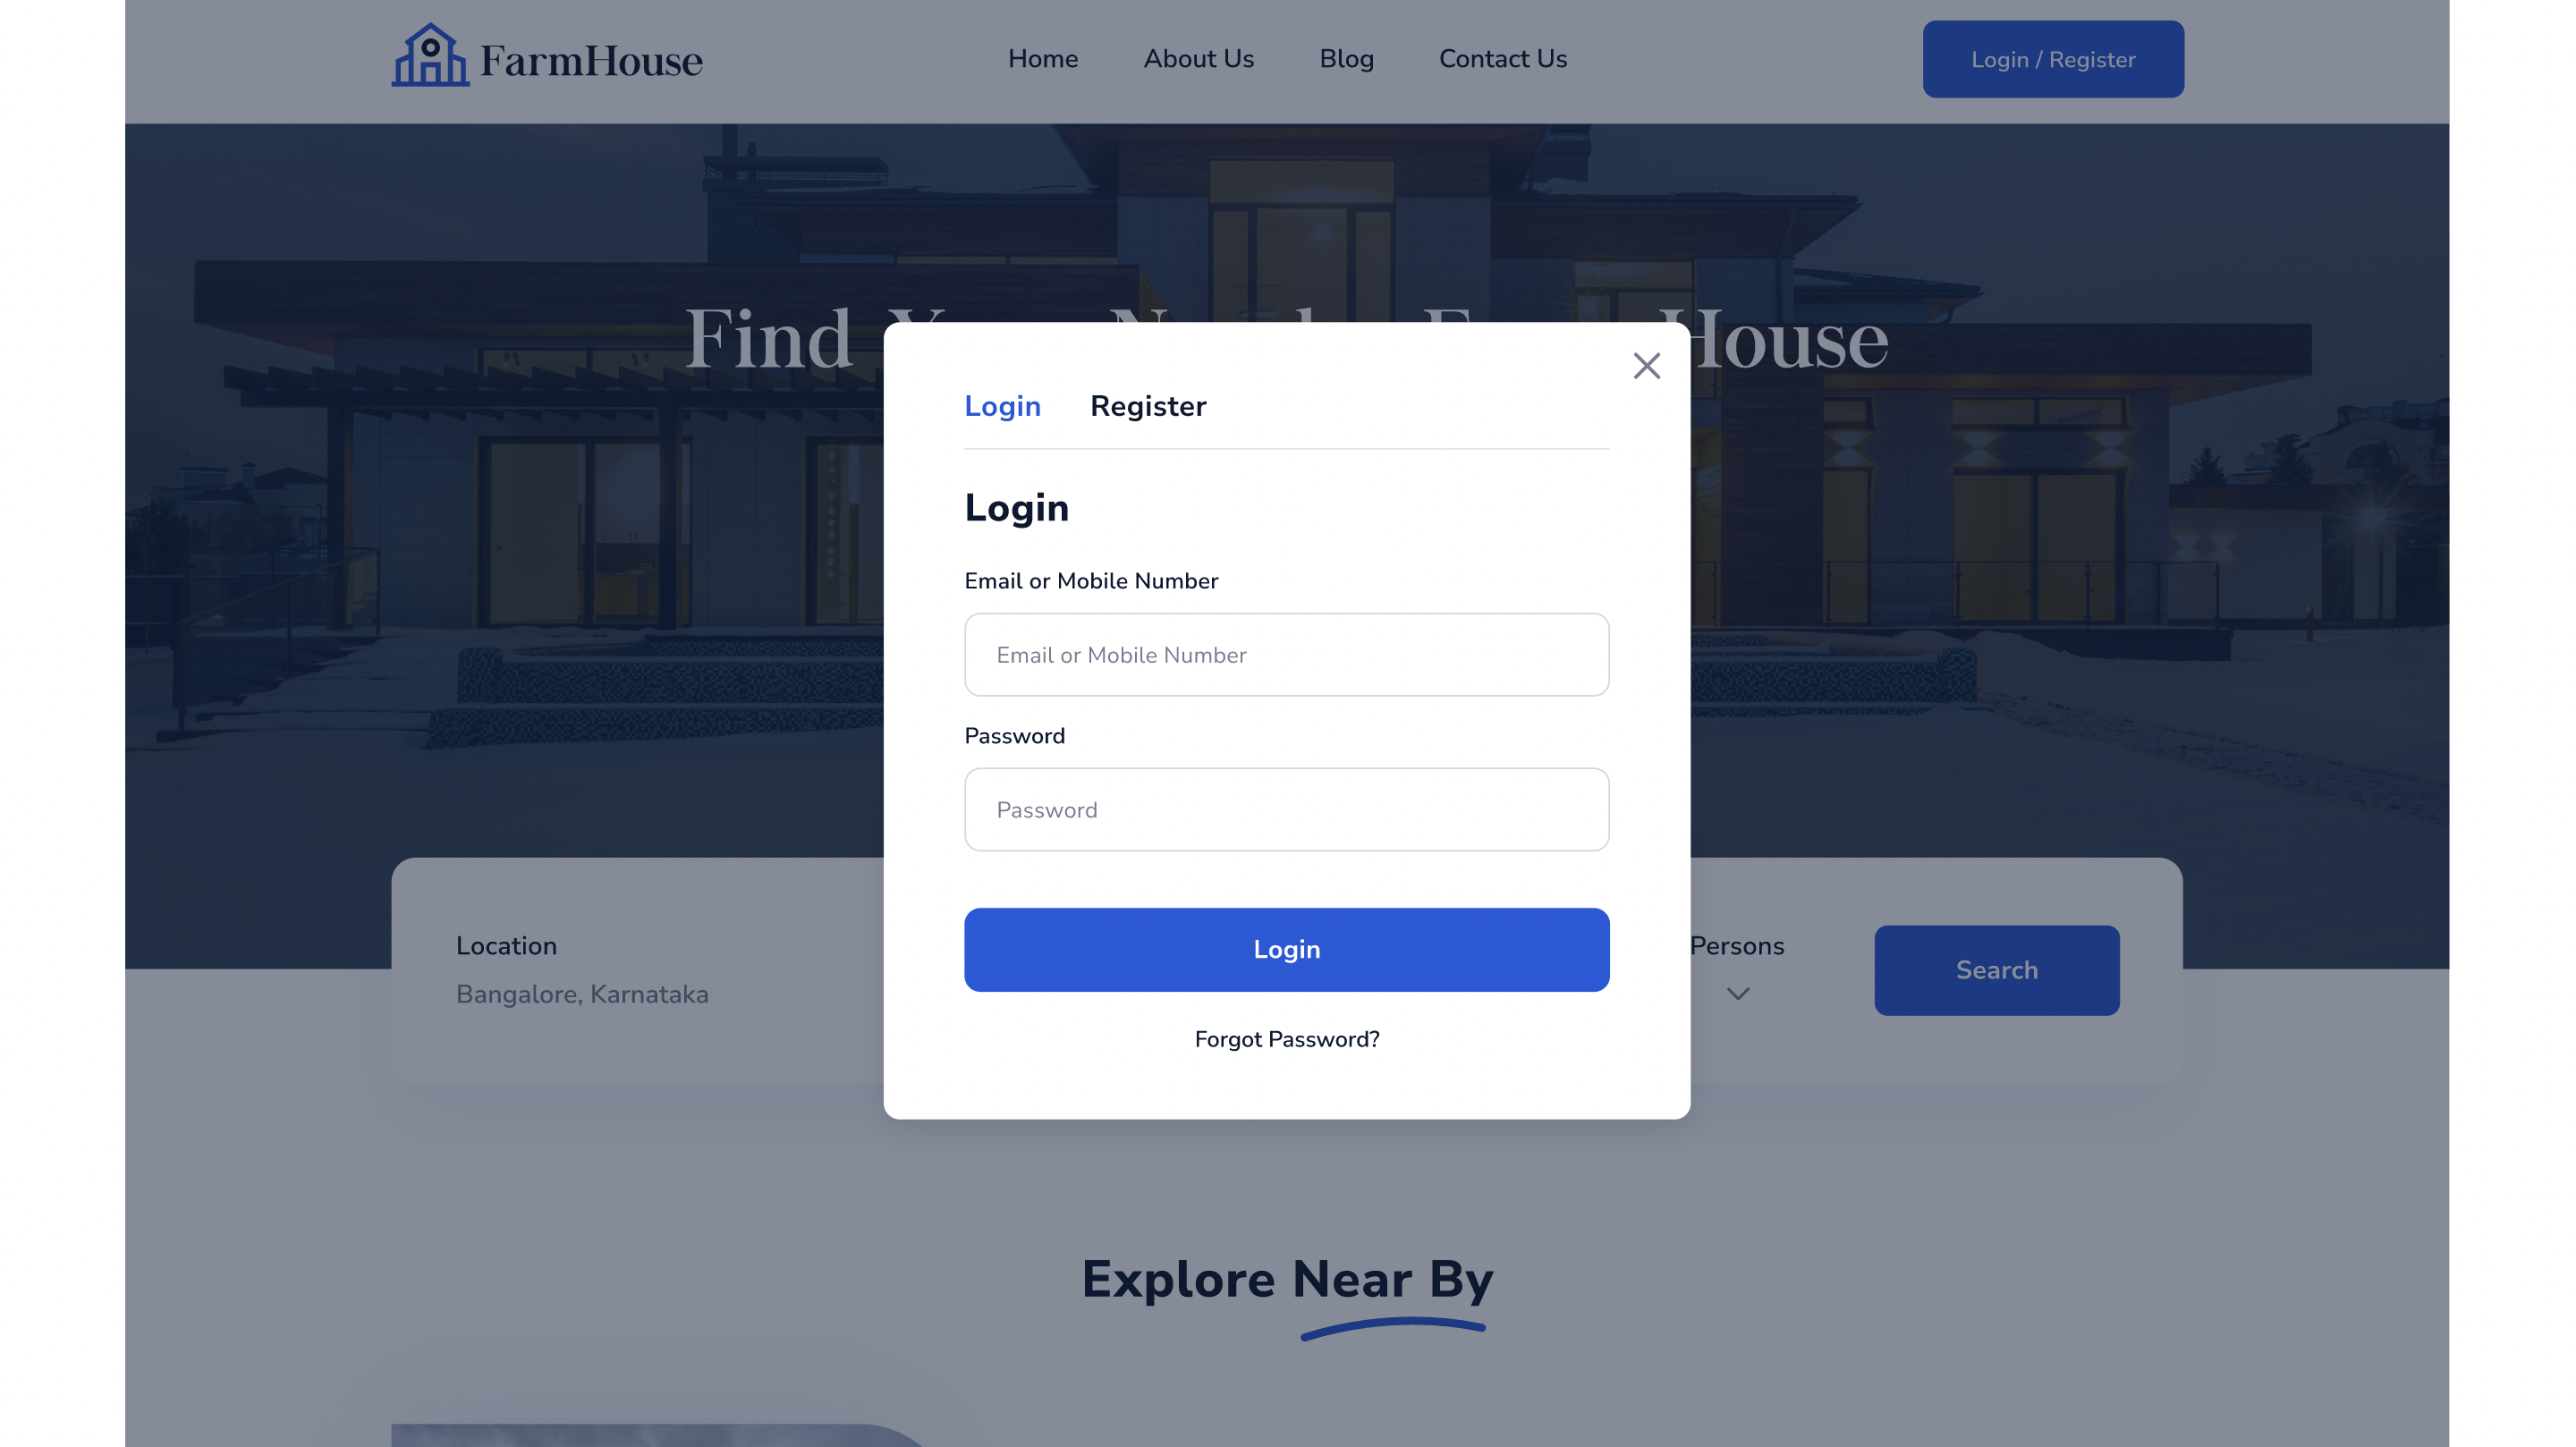 FarmHouse
Home
About Us
Blog
Contact Us
Login / Register
Find
House
Login
Register
Login
Email or Mobile Number
Email or Mobile Number
Password
Password
Login
Forgot Password?
Location
Bangalore, Karnataka
Persons
Search
Explore Near By